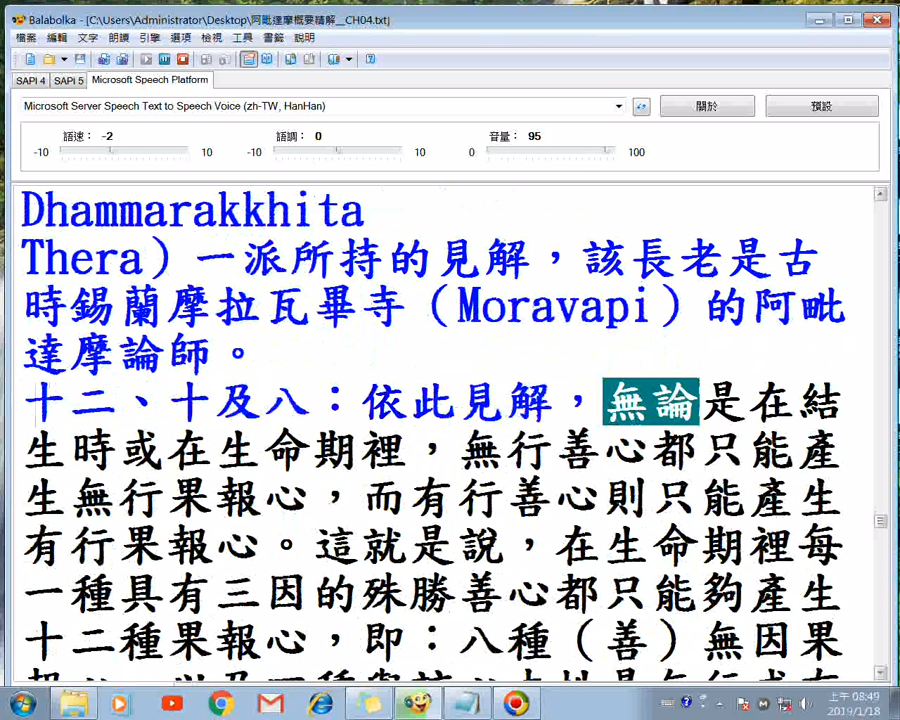 Balabolka - [C:\Users\Administrator\Desktop\阿毗達摩概要精解__CH04.txt]
檔案 編輯 文字 朗讀 引擎 選項 檢視 工具 書籤 說明
SAPI 4 SAPI 5 Microsoft Speech Platform
Microsoft Server Speech Text to Speech Voice (zh-TW, HanHan) 關於 預設
語速： -2 語調： 0 音量： 95
-10 10 -10 10 0 100
Dhammarakkhita
Thera）一派所持的見解，該長老是古
時錫蘭摩拉瓦畢寺（Moravapi）的阿毗
達摩論師。
十二、十及八：依此見解，無論是在結
生時或在生命期裡，無行善心都只能產
生無行果報心，而有行善心則只能產生
有行果報心。這就是說，在生命期裡每
一種具有三因的殊勝善心都只能夠產生
十二種果報心，即：八種（善）無因果
上午 08:49
2019/1/18